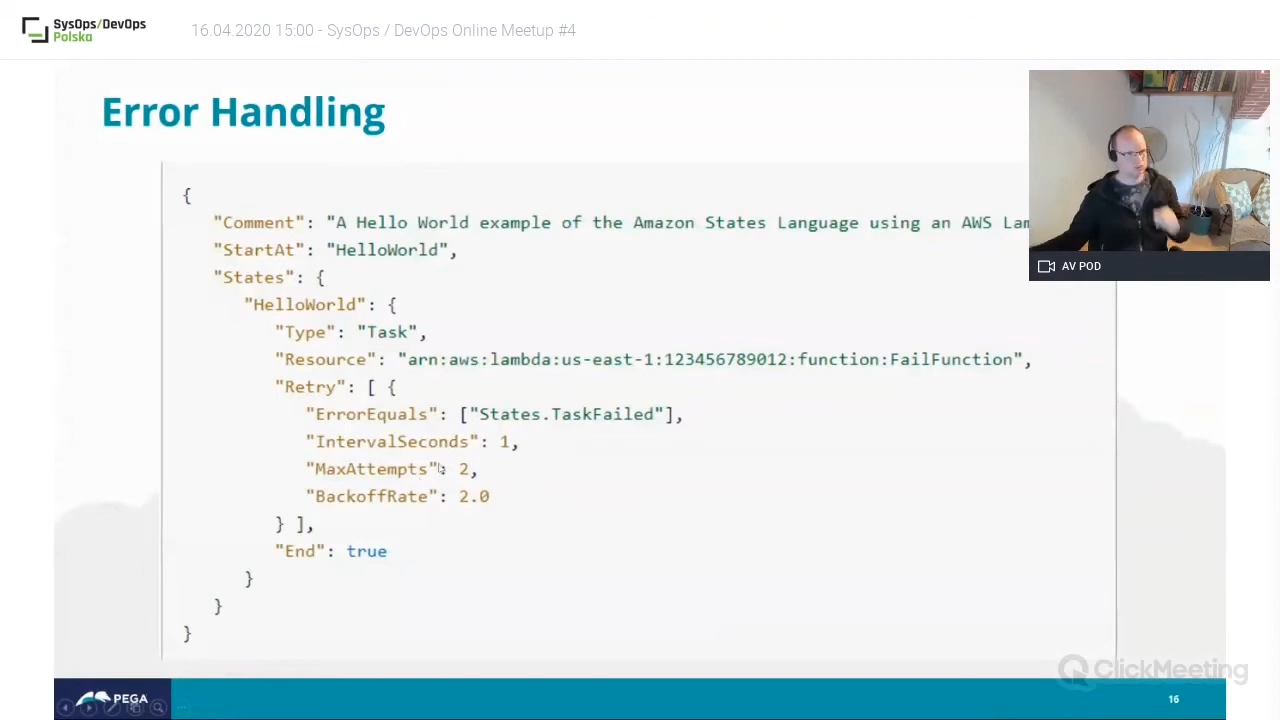 SysOps/DevOps
Polska
16.04.2020 15:00 - SysOps / DevOps Online Meetup #4
Error Handling
{
"Comment": "A Hello World example of the Amazon States Language using an AWS Lam
"StartAt": "HelloWorld",
"States": {
"HelloWorld": {
"Type": "Task",
"Resource": "arn:aws:lambda:us-east-1:123456789012:function:FailFunction",
"Retry": [ {
"ErrorEquals": ["States.TaskFailed"],
"IntervalSeconds": 1,
"MaxAttempts": 2,
"BackoffRate": 2.0
} ],
"End": true
}
}
}
AV POD
ClickMeeting
PEGA
16